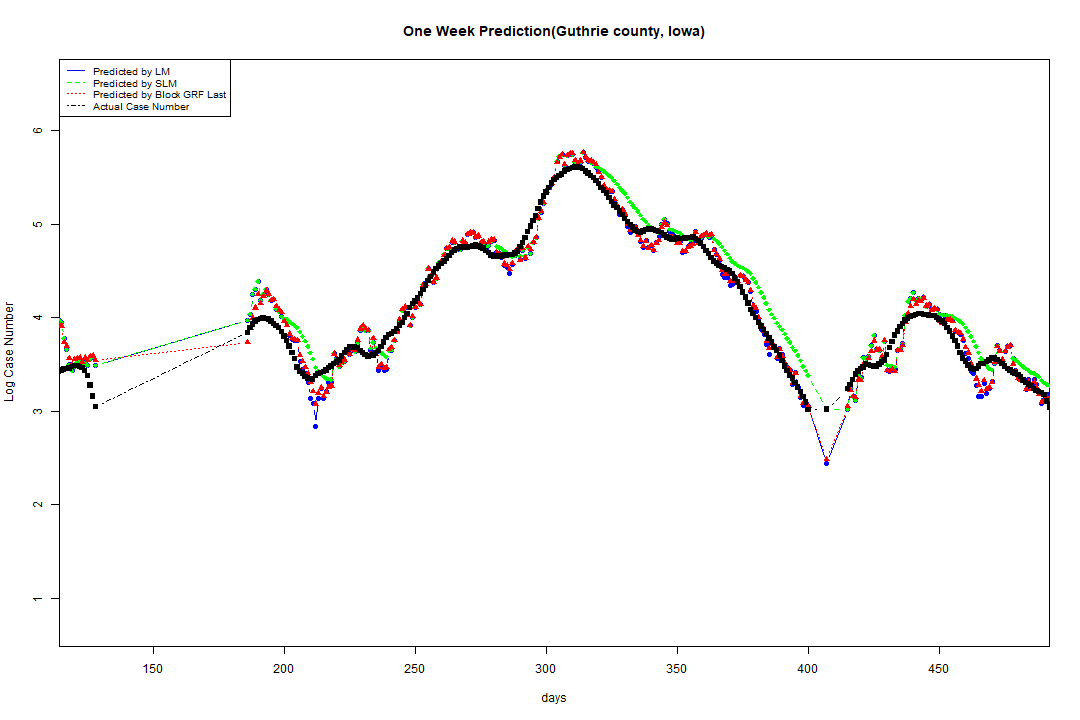 One Week Prediction(Guthrie county, Iowa)
Predicted by LM
Predicted by SLM
Predicted by Block GRF Last
Actual Case Number
6
5
4
3
2
1
Log Case Number
150 200 250 300 350 400 450
days